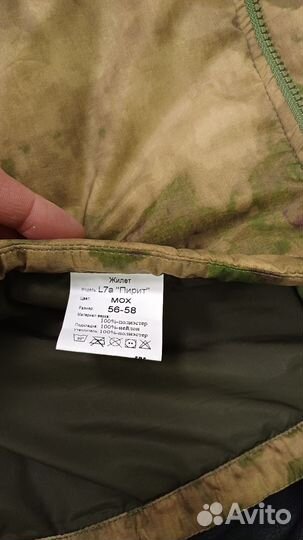 Жилет
Модель: L7a "Пирит"
Цвет: МОХ
Размер: 56-58
Материал верха: 100%-полиэстер
Подкладка: 100%-нейлон
Утеплитель: 100%-полиэстер
Avito